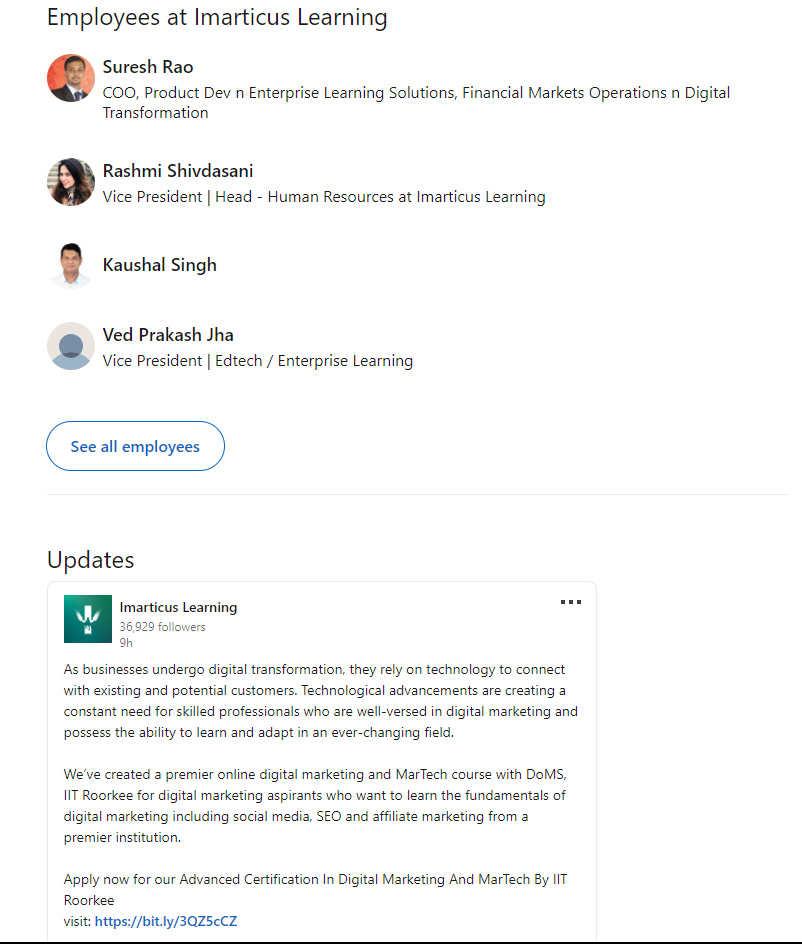 Employees at Imarticus Learning
Suresh Rao
COO, Product Dev n Enterprise Learning Solutions, Financial Markets Operations n Digital
Transformation
Rashmi Shivdasani
Vice President | Head - Human Resources at Imarticus Learning
Kaushal Singh
Ved Prakash Jha
Vice President | Edtech / Enterprise Learning
See all employees
Updates
Imarticus Learning
36,929 followers
9h
As businesses undergo digital transformation, they rely on technology to connect
with existing and potential customers. Technological advancements are creating a
constant need for skilled professionals who are well-versed in digital marketing and
possess the ability to learn and adapt in an ever-changing field.
We’ve created a premier online digital marketing and MarTech course with DoMS,
IIT Roorkee for digital marketing aspirants who want to learn the fundamentals of
digital marketing including social media, SEO and affiliate marketing from a
premier institution.
Apply now for our Advanced Certification In Digital Marketing And MarTech By IIT
Roorkee
visit: https://bit.ly/3QZ5cCZ